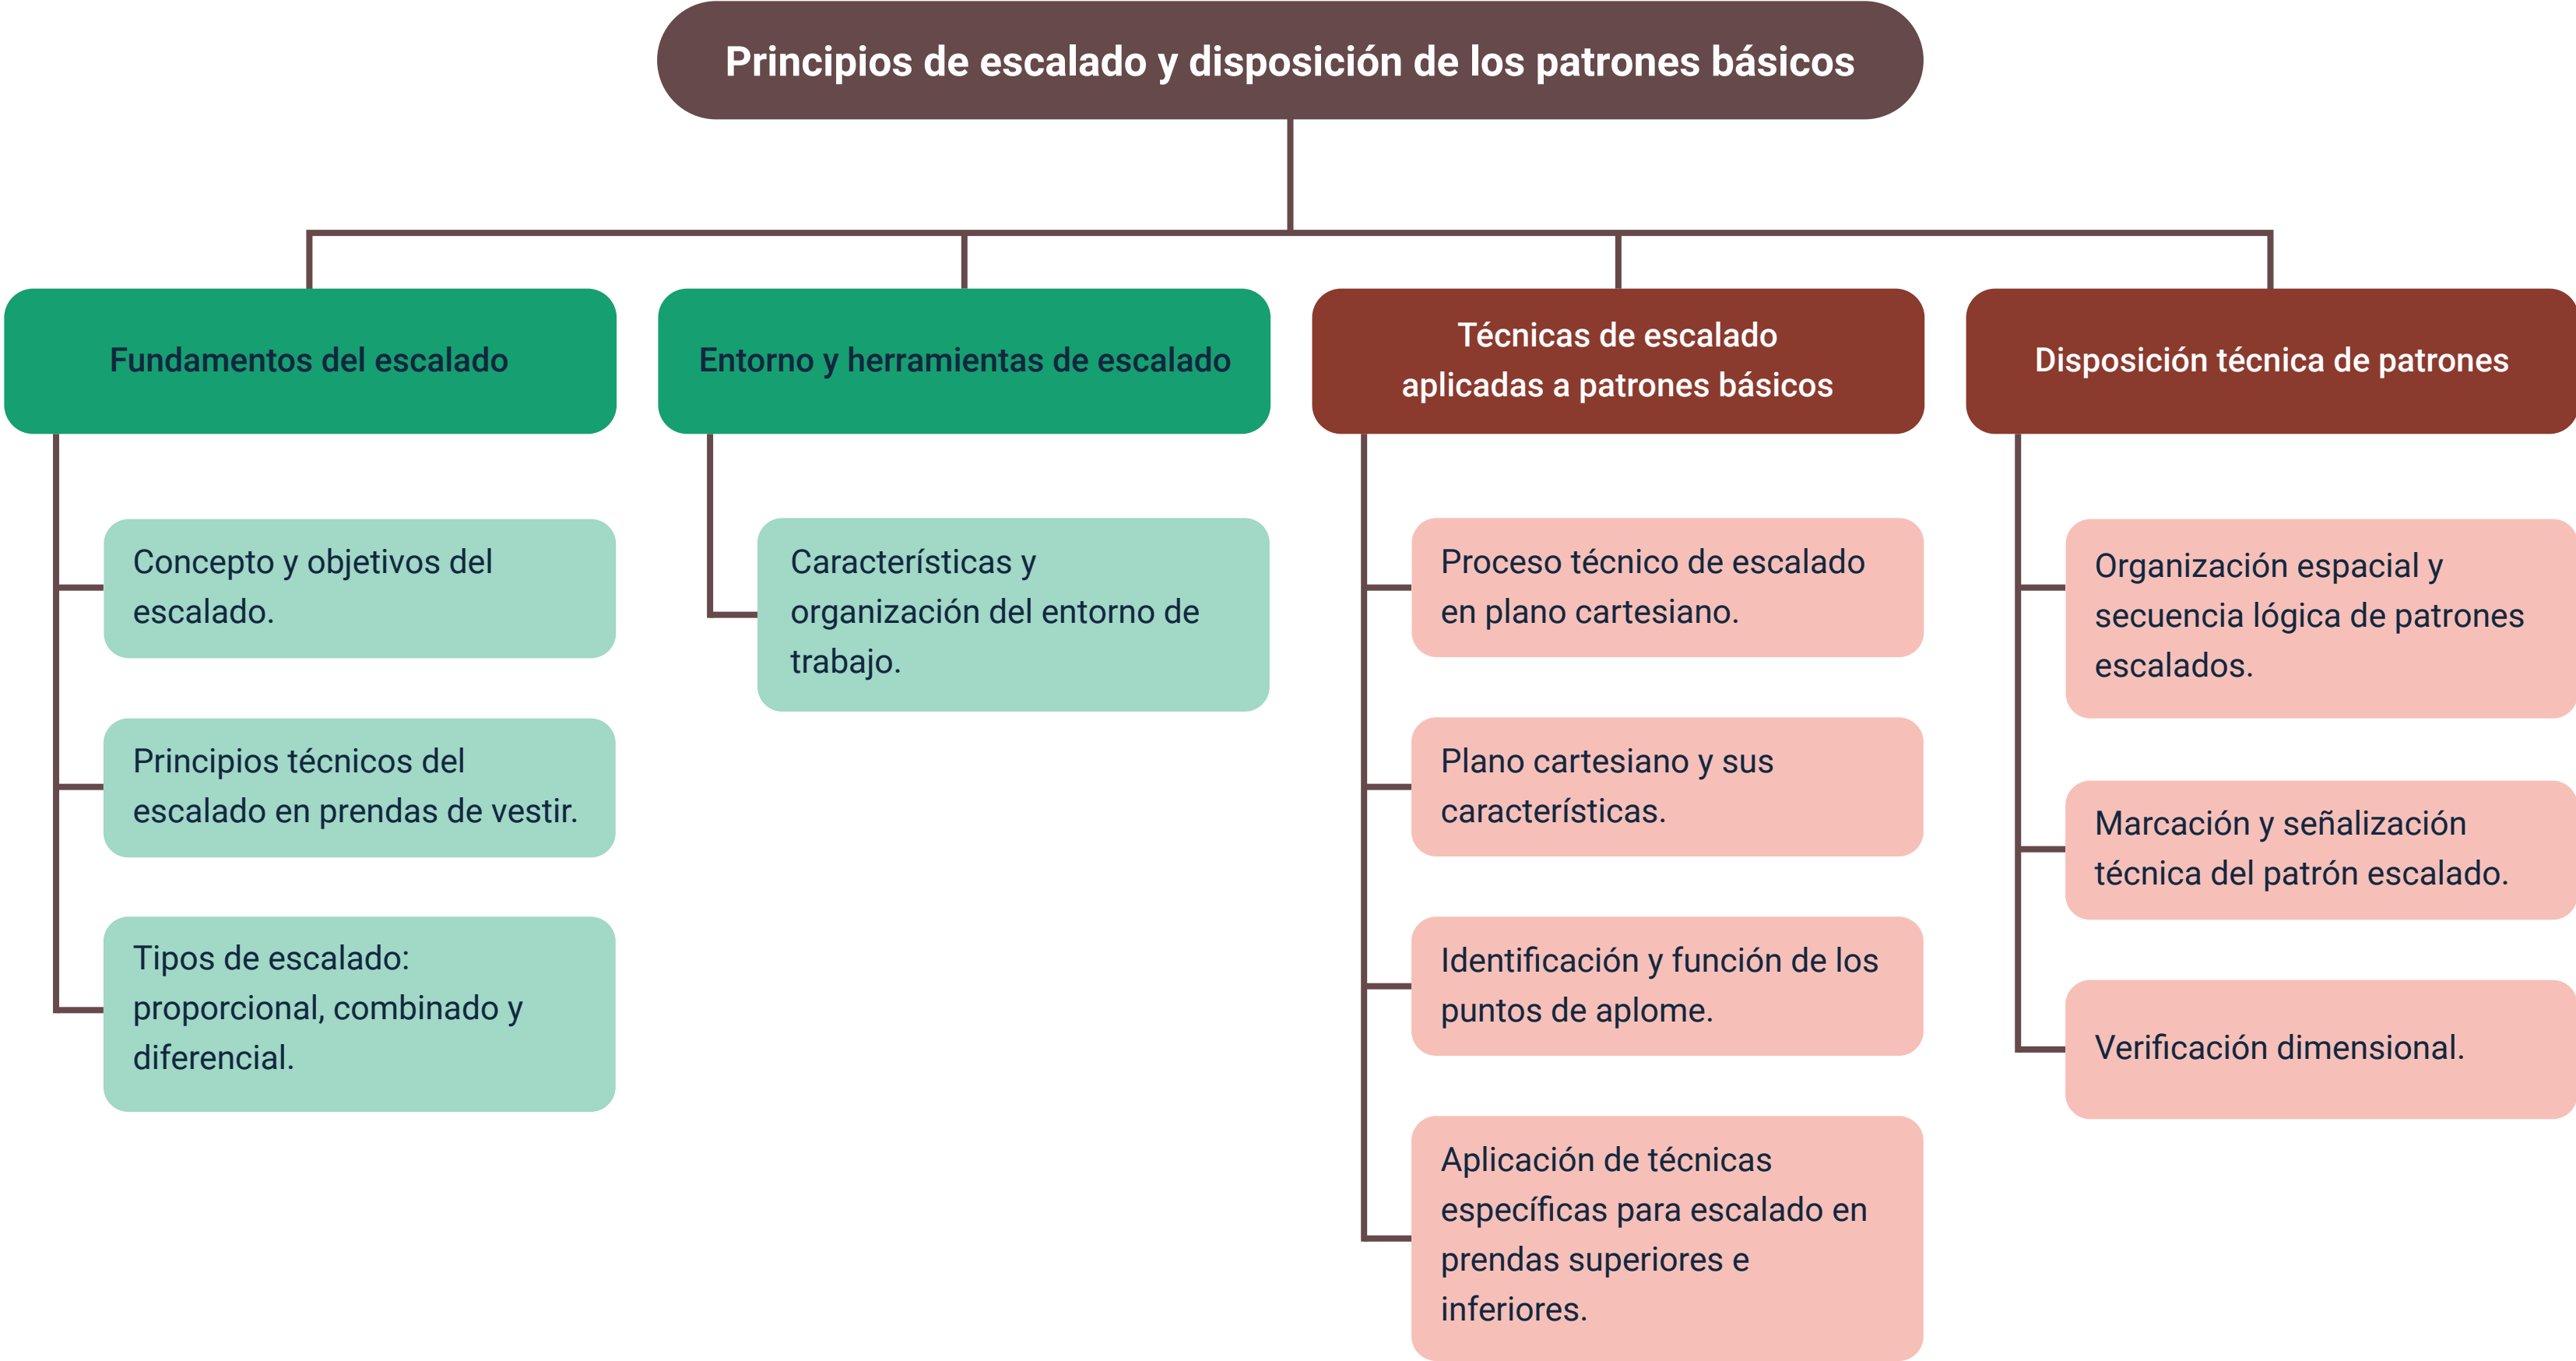 Principios de escalado y disposición de los patrones básicos
Fundamentos del escalado
Concepto y objetivos del
escalado.
Principios técnicos del
escalado en prendas de vestir.
Tipos de escalado:
proporcional, combinado y
diferencial.
Entorno y herramientas de escalado
Características y
organización del entorno de
trabajo.
Técnicas de escalado
aplicadas a patrones básicos
Proceso técnico de escalado
en plano cartesiano.
Plano cartesiano y sus
características.
Identificación y función de los
puntos de aplome.
Aplicación de técnicas
específicas para escalado en
prendas superiores e
inferiores.
Disposición técnica de patrones
Organización espacial y
secuencia lógica de patrones
escalados.
Marcación y señalización
técnica del patrón escalado.
Verificación dimensional.